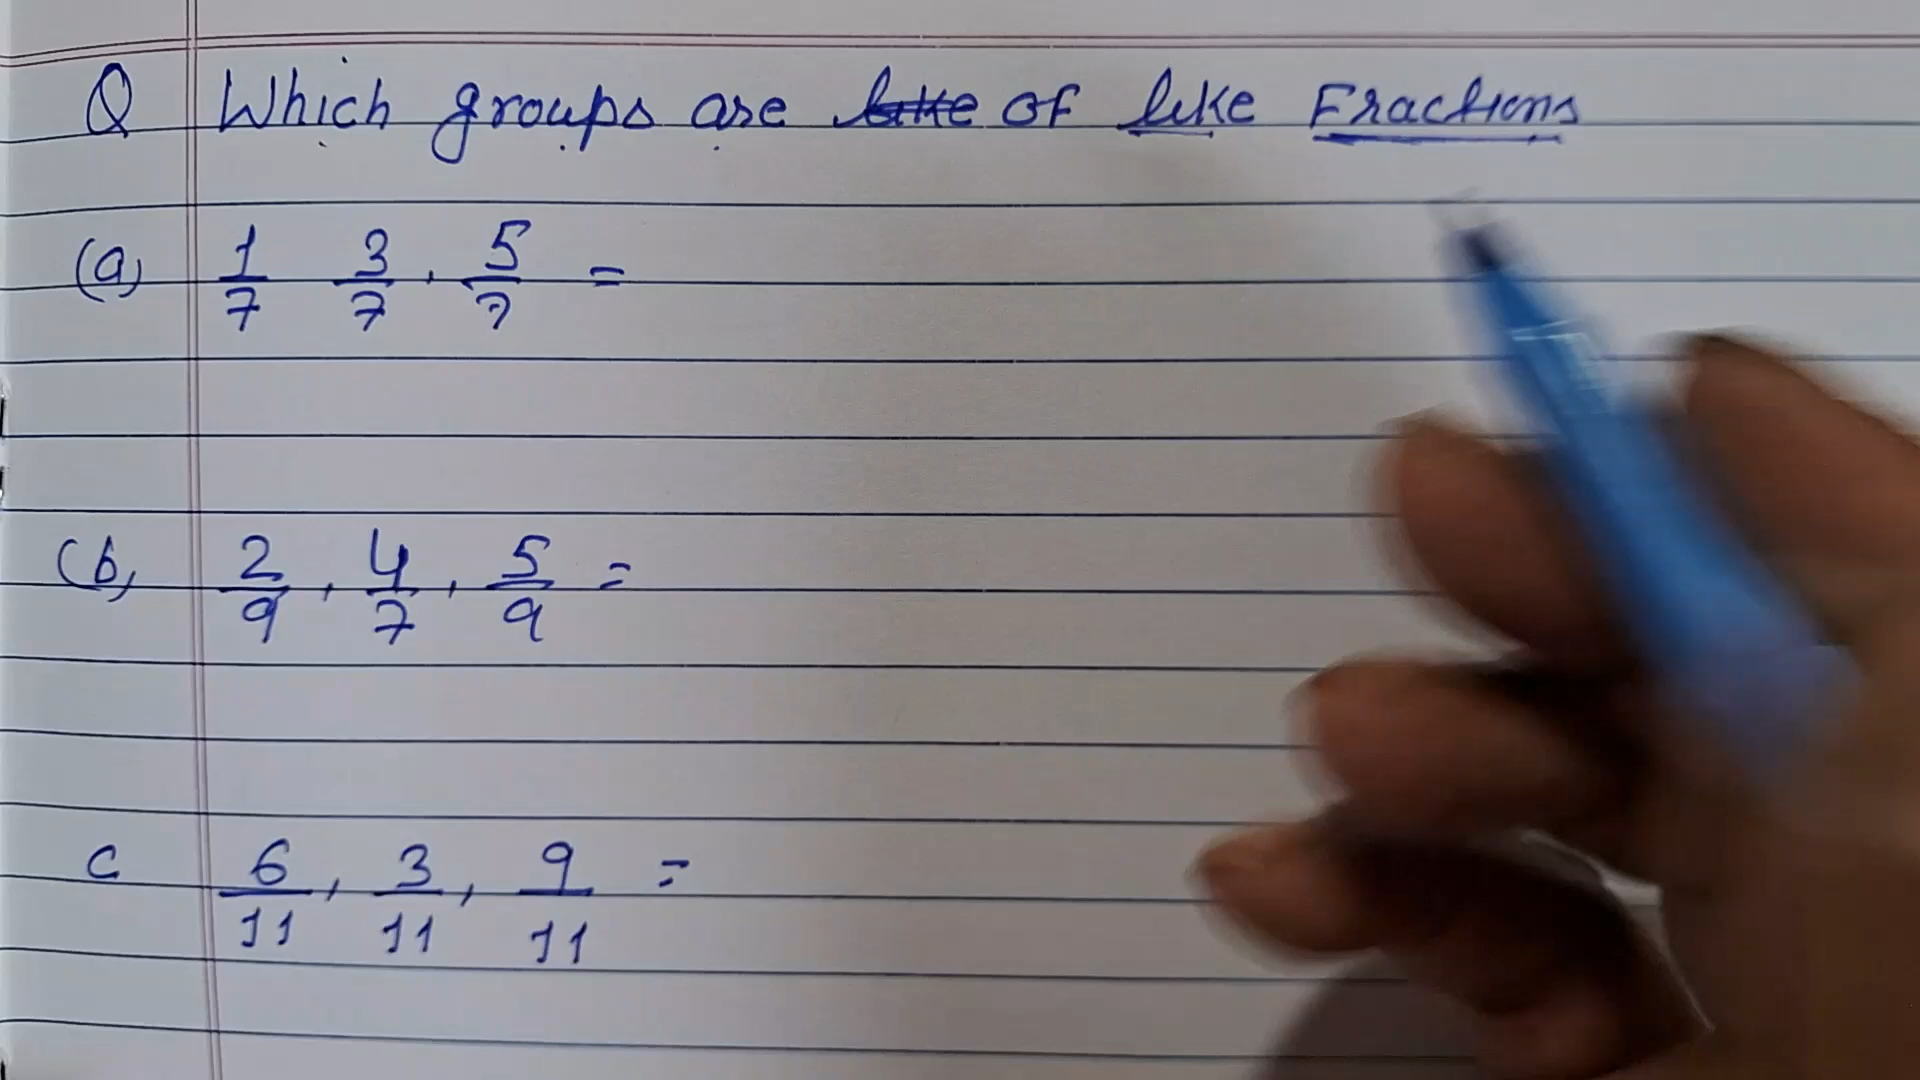 Q Which groups are like of like Fractions
(a) 1/7 3/7, 5/7 =
(b) 2/9, 4/7, 5/9 =
c 6/11, 3/11, 9/11 =